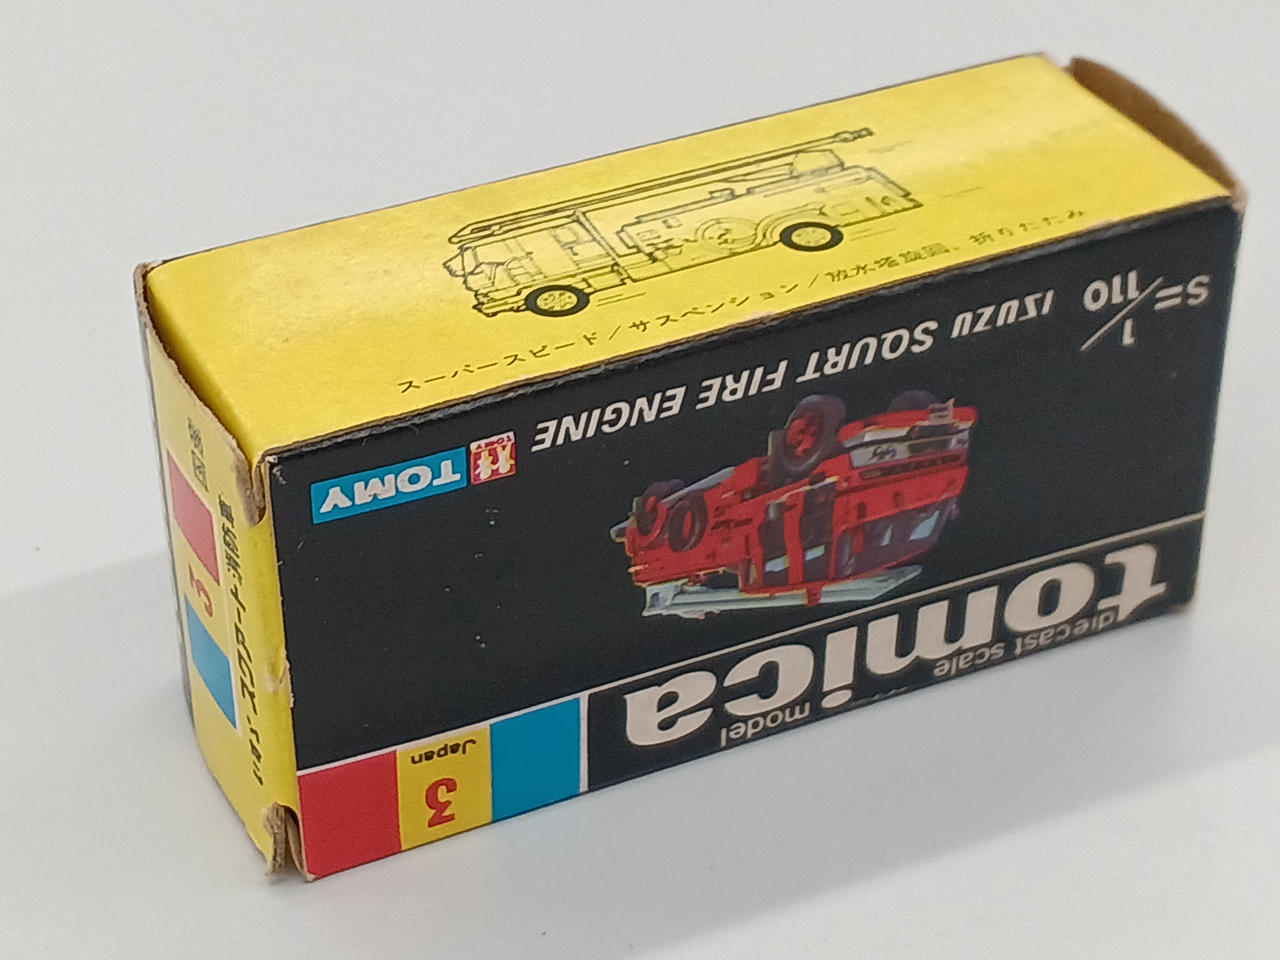 tomica
diecast scale
model
Japan
3
TOMY
TOMY
ISUZU SQURT FIRE ENGINE
S=1/110
スーパースピード/サスペンション/放水塔旋回、折りたたみ
3